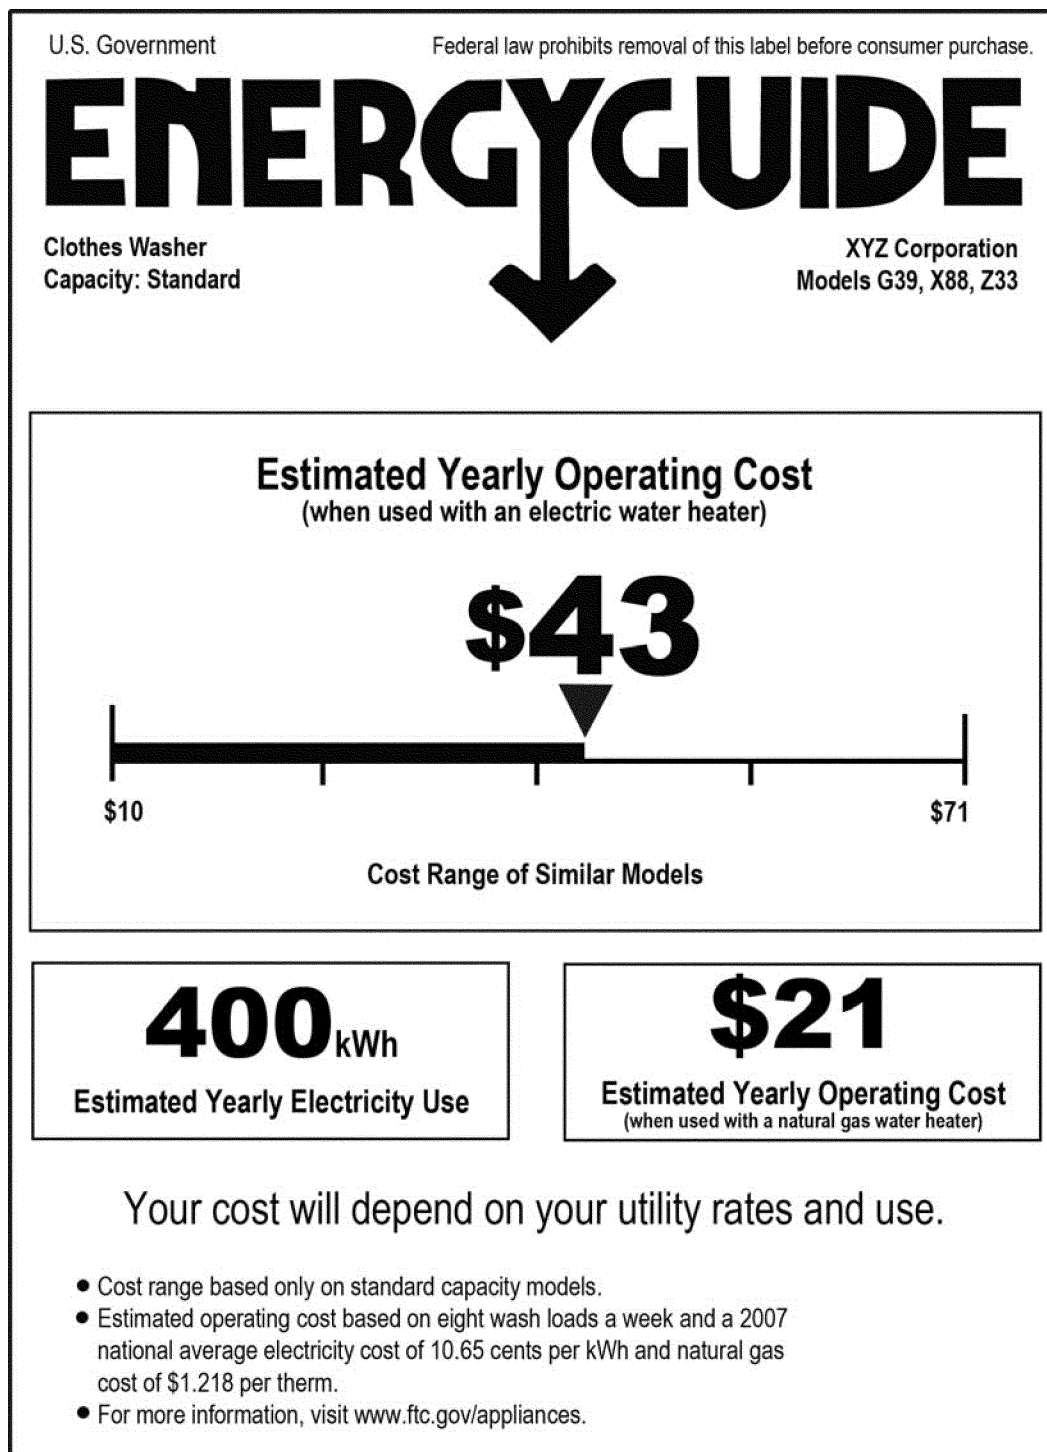 U.S. Government
Federal law prohibits removal of this label before consumer purchase.
ENERGYGUIDE
Clothes Washer
Capacity: Standard
XYZ Corporation
Models G39, X88, Z33
Estimated Yearly Operating Cost
(when used with an electric water heater)
$43
$10
$71
Cost Range of Similar Models
400kWh
Estimated Yearly Electricity Use
$21
Estimated Yearly Operating Cost
(when used with a natural gas water heater)
Your cost will depend on your utility rates and use.
● Cost range based only on standard capacity models.
● Estimated operating cost based on eight wash loads a week and a 2007
national average electricity cost of 10.65 cents per kWh and natural gas
cost of $1.218 per therm.
● For more information, visit www.ftc.gov/appliances.